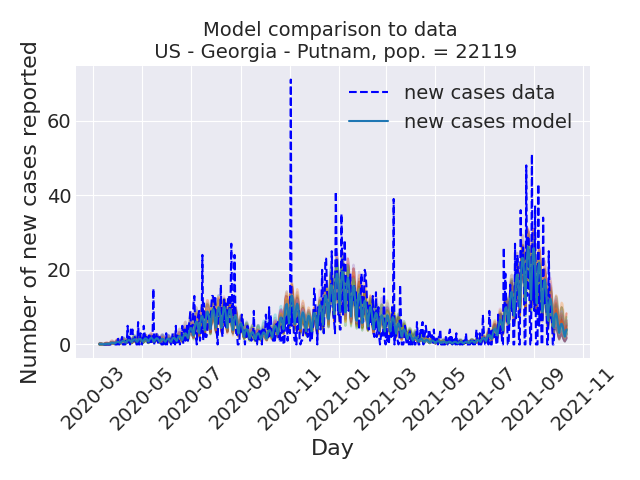 Model comparison to data
US - Georgia - Putnam, pop. = 22119
new cases data
new cases model
Number of new cases reported
60
40
20
0
2020-03
2020-05
2020-07
2020-09
2020-11
2021-01
2021-03
2021-05
2021-07
2021-09
2021-11
Day